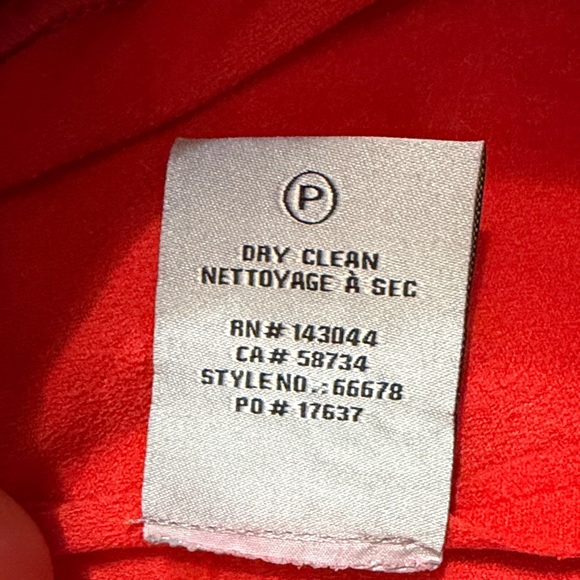 P
DRY CLEAN
NETTOYAGE À SEC
RN# 143044
CA# 58734
STYLE NO.: 66678
PO # 17637